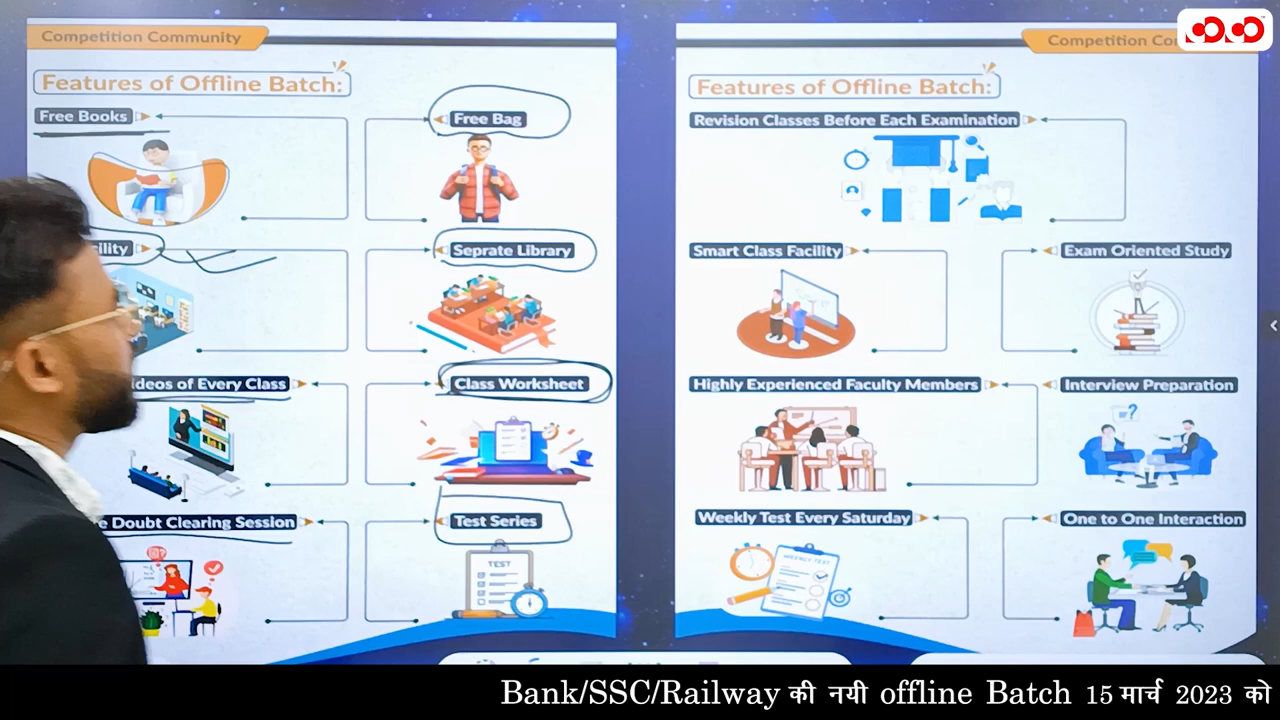 Competition Community
Features of Offline Batch:
Free Books
Free Bag
Seprate Library
of Every Class
Class Worksheet
Doubt Clearing Session
Test Series
TEST
Competition
Features of Offline Batch:
Revision Classes Before Each Examination
Smart Class Facility
Exam Oriented Study
Highly Experienced Faculty Members
Interview Preparation
?
Weekly Test Every Saturday
One to One Interaction
WEEKLY TEST
Bank/SSC/Railway की नयी offline Batch 15 मार्च 2023 को